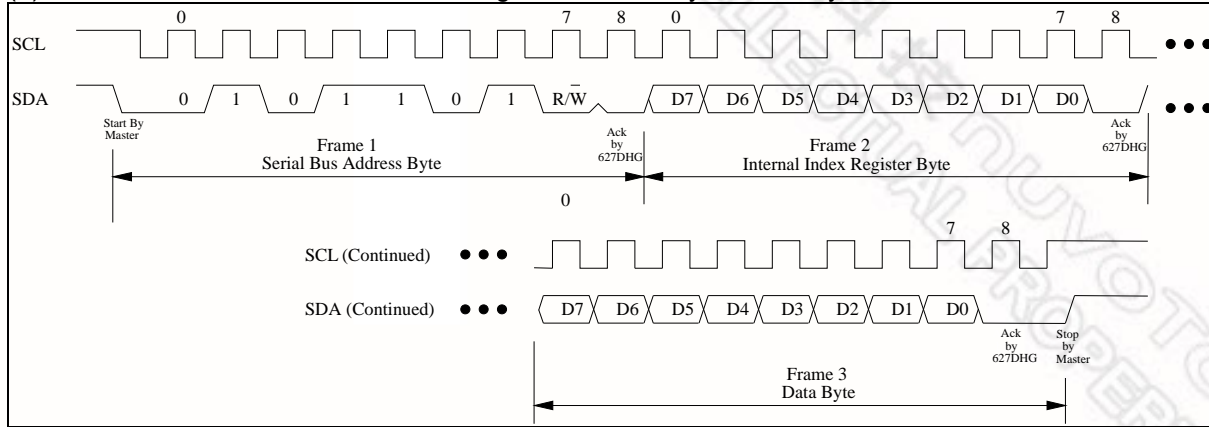 0 7 8 0 7 8
SCL
SDA 0 1 0 1 1 0 1 R/W D7 D6 D5 D4 D3 D2 D1 D0
Start By
Master
Ack
by
627DHG
Ack
by
627DHG
Frame 1
Serial Bus Address Byte
Frame 2
Internal Index Register Byte
0
7 8
SCL (Continued)
SDA (Continued) D7 D6 D5 D4 D3 D2 D1 D0
Ack
by
627DHG
Stop
by
Master
Frame 3
Data Byte